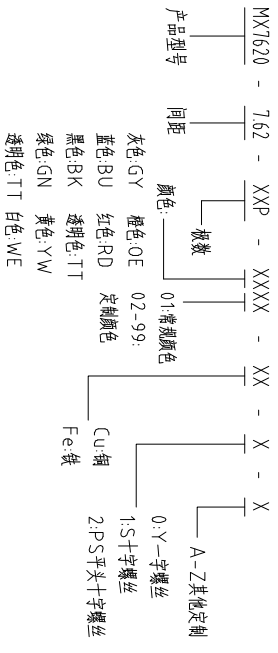 MX7620 - 7.62 - XXP - XXXX - XX - X - X
产品型号
间距
极数
颜色:
灰色:GY 橙色:OE
蓝色:BU 红色:RD
黑色:BK 透明色:TT
绿色:GN 黄色:YW
透明色:TT 白色:WE
01:常规颜色
02-99:
定制颜色
Cu:铜
Fe:铁
0:Y一字螺丝
1:S十字螺丝
2:PS平头十字螺丝
A-Z其他定制